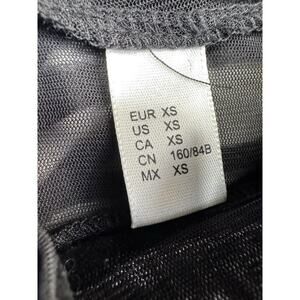 EUR XS
US XS
CA XS
CN 160/84B
MX XS